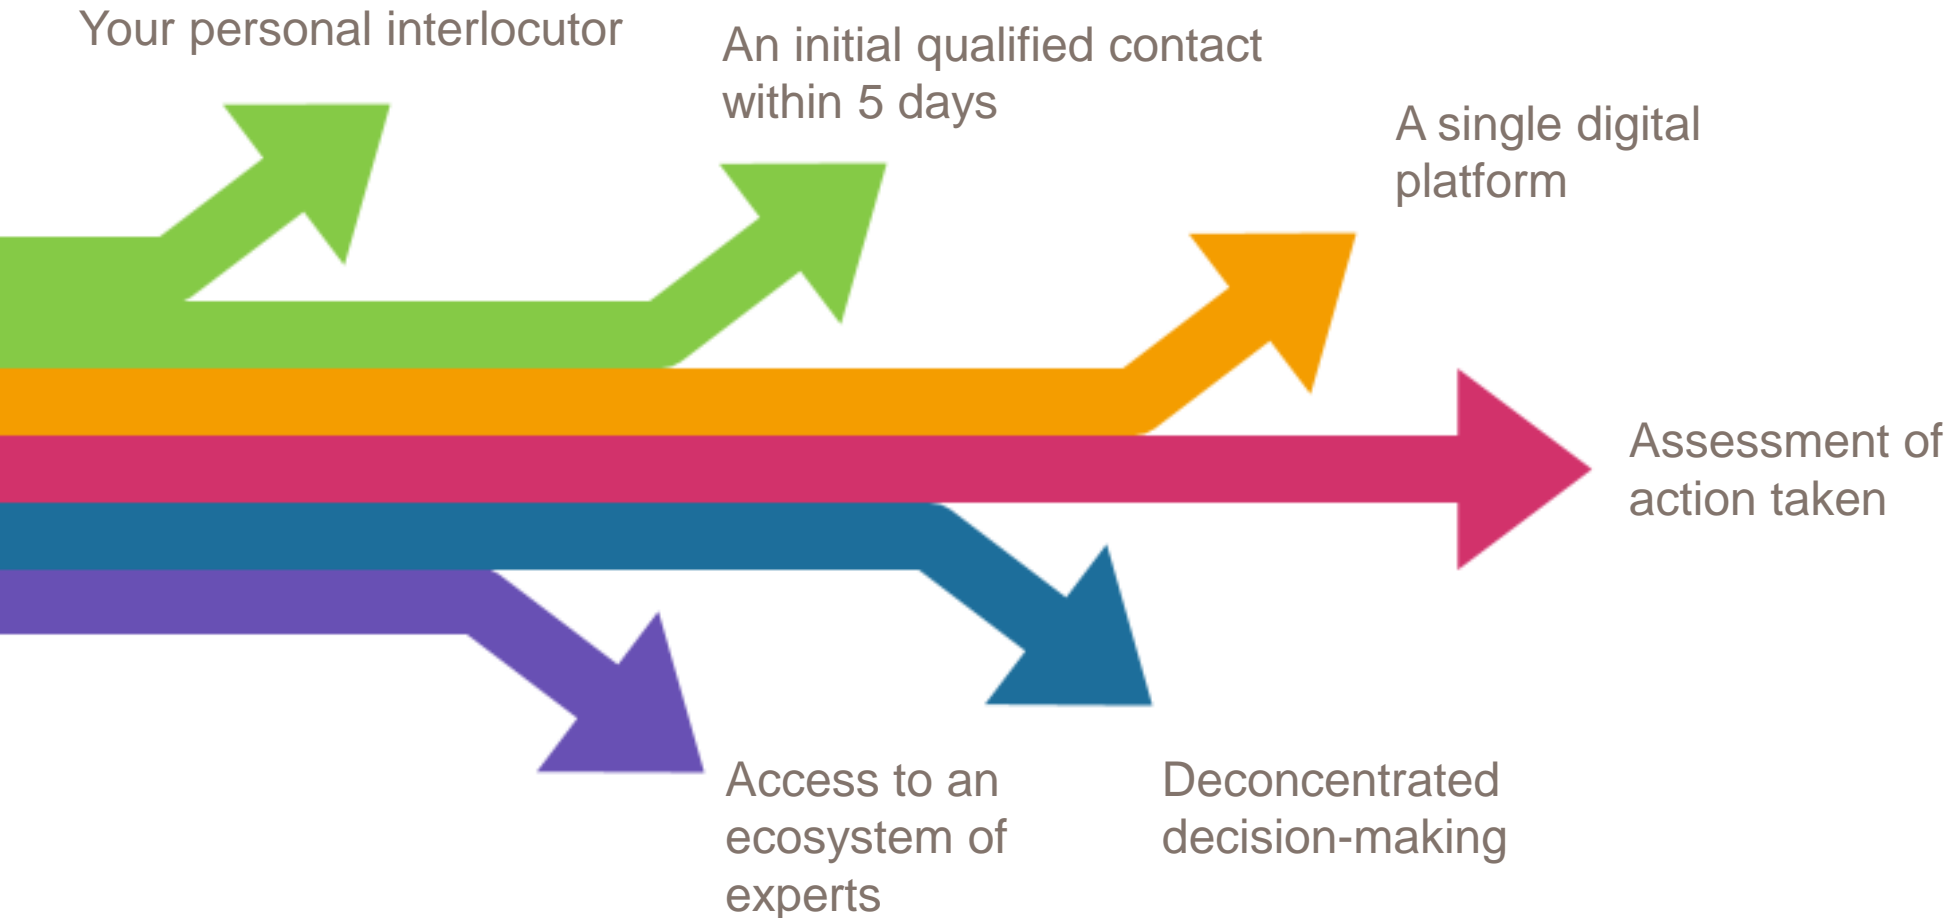 Your personal interlocutor
An initial qualified contact
within 5 days
A single digital
platform
Assessment of
action taken
Access to an
ecosystem of
experts
Deconcentrated
decision-making